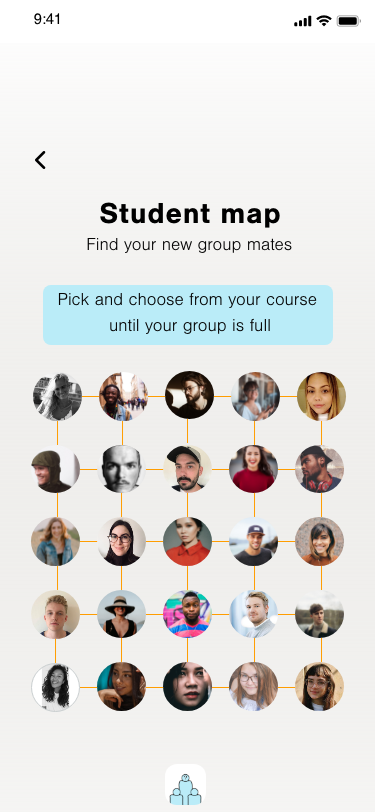 9:41
Student map
Find your new group mates
Pick and choose from your course
until your group is full